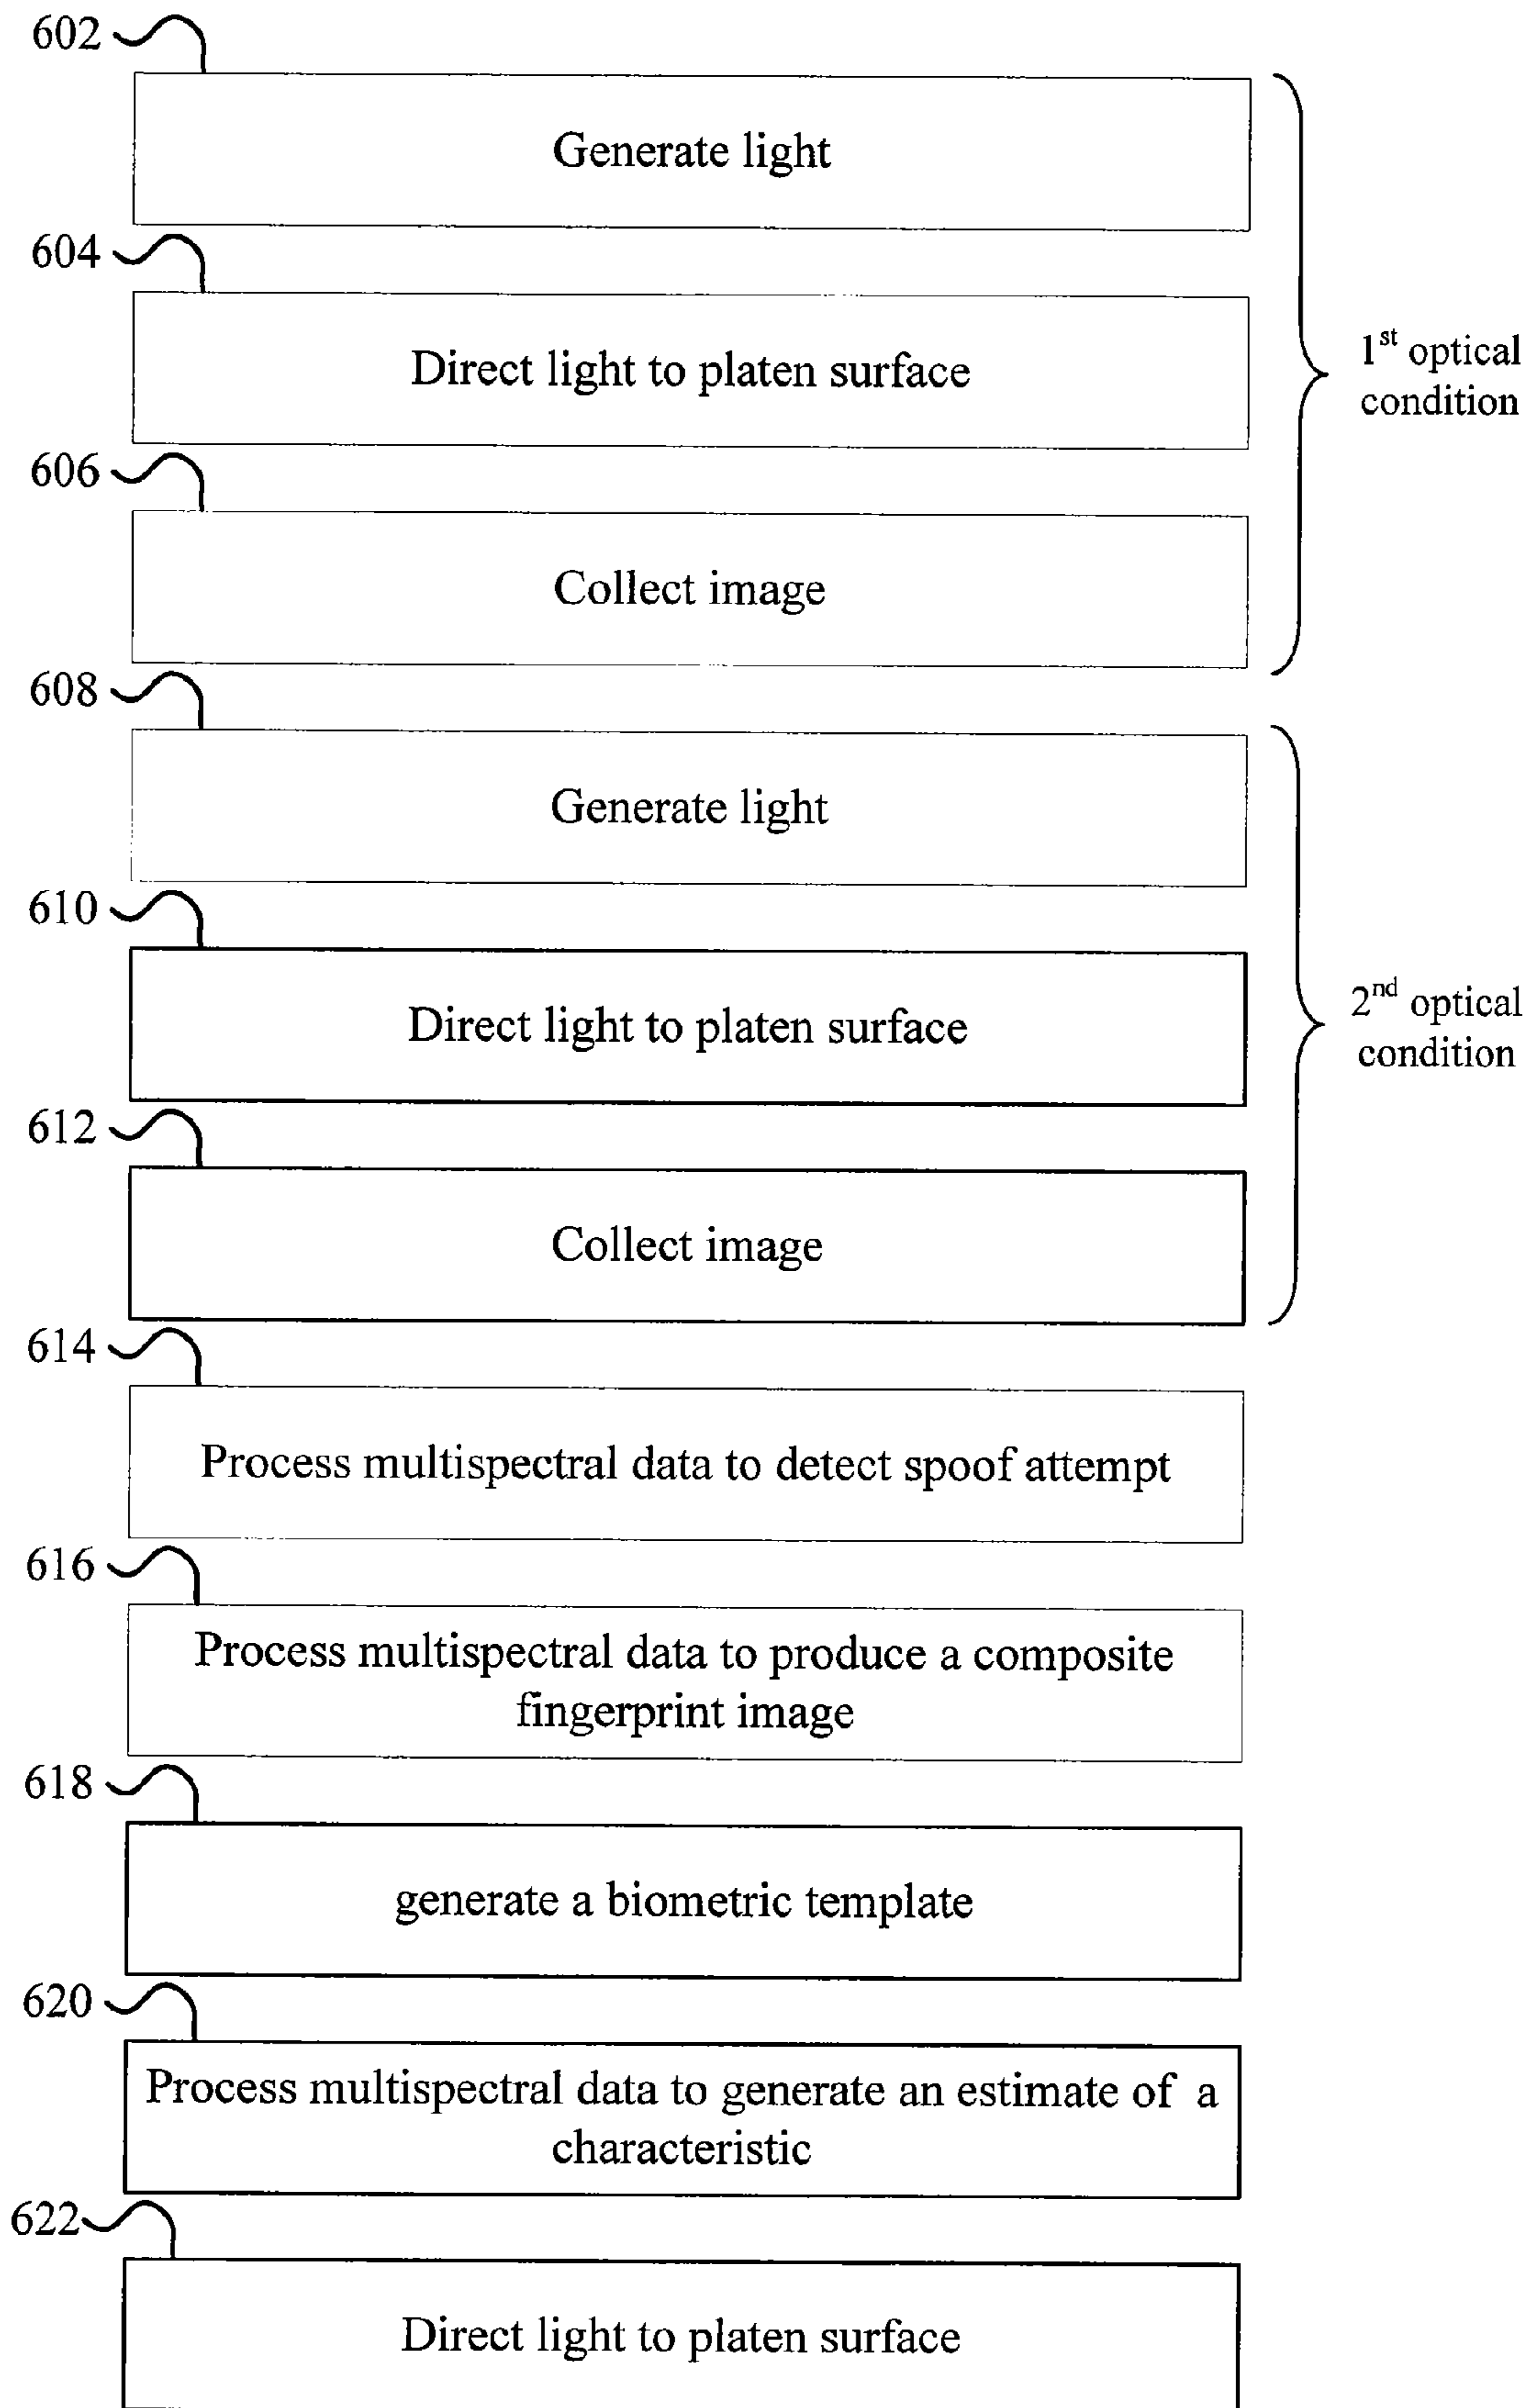 602
Generate light
604
Direct light to platen surface
1st optical
condition
606
Collect image
608
Generate light
610
Direct light to platen surface
2nd optical
condition
612
Collect image
614
Process multispectral data to detect spoof attempt
616
Process multispectral data to produce a composite
fingerprint image
618
generate a biometric template
620
Process multispectral data to generate an estimate of a
characteristic
622
Direct light to platen surface